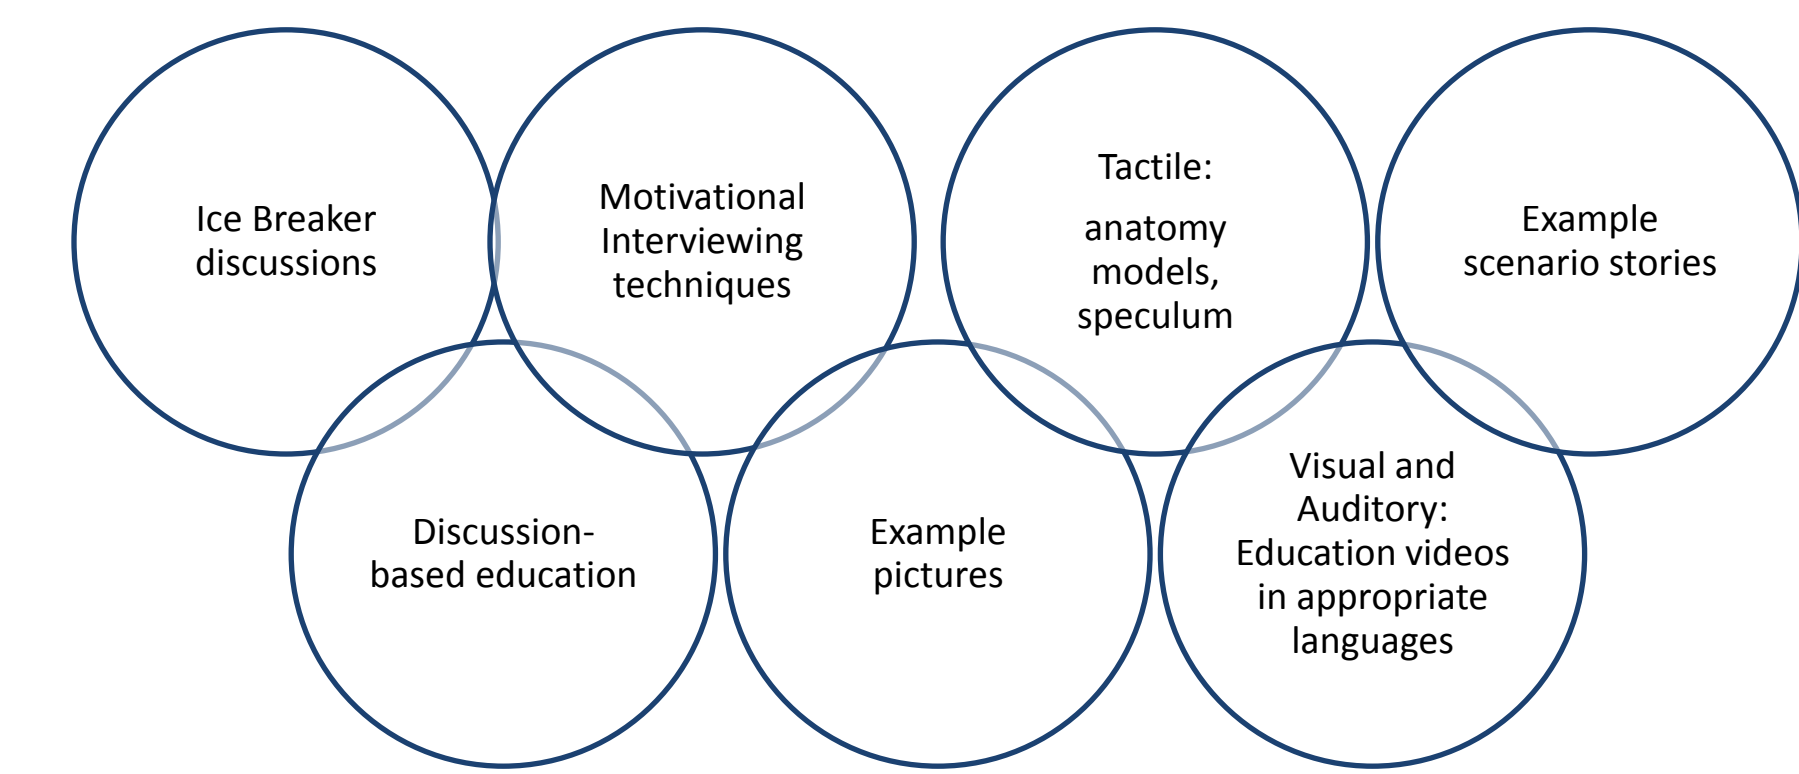 Ice Breaker
discussions
Motivational
Interviewing
techniques
Tactile:
anatomy
models,
speculum
Example
scenario stories
Discussion-
based education
Example
pictures
Visual and
Auditory:
Education videos
in appropriate
languages